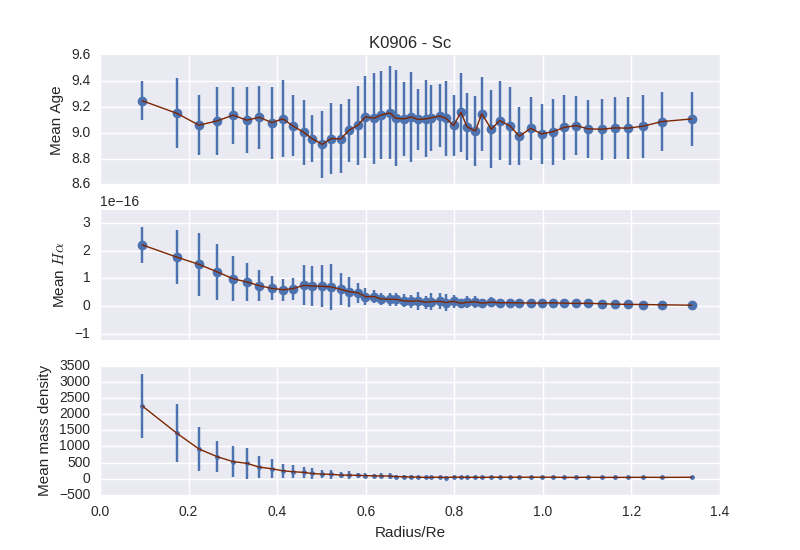 K0906 - Sc
9.6
9.4
9.2
9.0
8.8
8.6
Mean Age
1e−16
3
2
1
0
−1
Mean Hα
3500
3000
2500
2000
1500
1000
500
0
−500
Mean mass density
0.0 0.2 0.4 0.6 0.8 1.0 1.2 1.4
Radius/Re